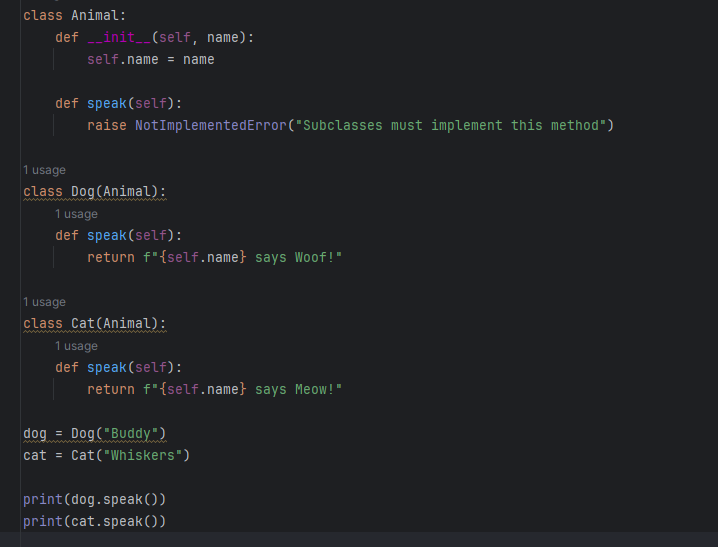 class Animal:
    def __init__(self, name):
        self.name = name

    def speak(self):
        raise NotImplementedError("Subclasses must implement this method")

1 usage
class Dog(Animal):
    1 usage
    def speak(self):
        return f"{self.name} says Woof!"

1 usage
class Cat(Animal):
    1 usage
    def speak(self):
        return f"{self.name} says Meow!"

dog = Dog("Buddy")
cat = Cat("Whiskers")

print(dog.speak())
print(cat.speak())